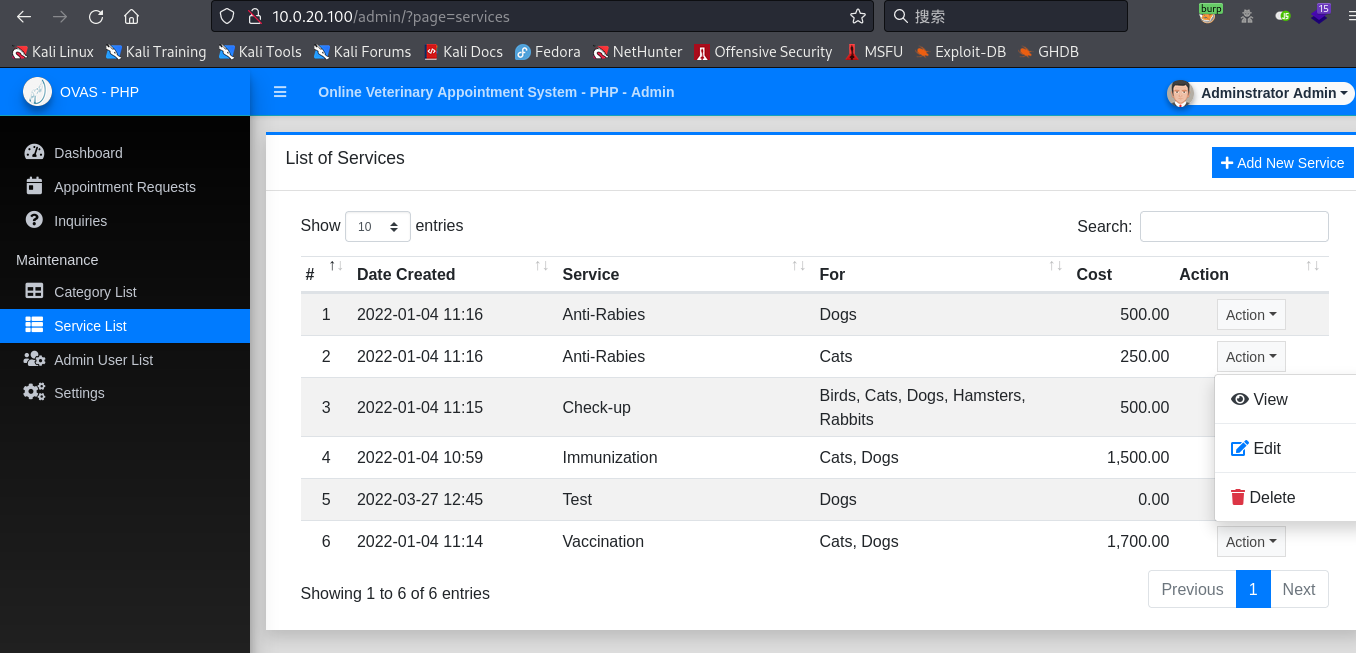 10.0.20.100/admin/?page=services
搜索
burp
JS
15
Kali Linux Kali Training Kali Tools Kali Forums Kali Docs Fedora NetHunter Offensive Security MSFU Exploit-DB GHDB
OVAS - PHP
Online Veterinary Appointment System - PHP - Admin
Adminstrator Admin
Dashboard
Appointment Requests
Inquiries
Maintenance
Category List
Service List
Admin User List
Settings
List of Services
Add New Service
Show 10 entries
Search:
# Date Created Service For Cost Action
1 2022-01-04 11:16 Anti-Rabies Dogs 500.00 Action
2 2022-01-04 11:16 Anti-Rabies Cats 250.00 Action
View
Edit
Delete
3 2022-01-04 11:15 Check-up Birds, Cats, Dogs, Hamsters, 500.00
Rabbits
4 2022-01-04 10:59 Immunization Cats, Dogs 1,500.00
5 2022-03-27 12:45 Test Dogs 0.00
6 2022-01-04 11:14 Vaccination Cats, Dogs 1,700.00 Action
Showing 1 to 6 of 6 entries
Previous 1 Next